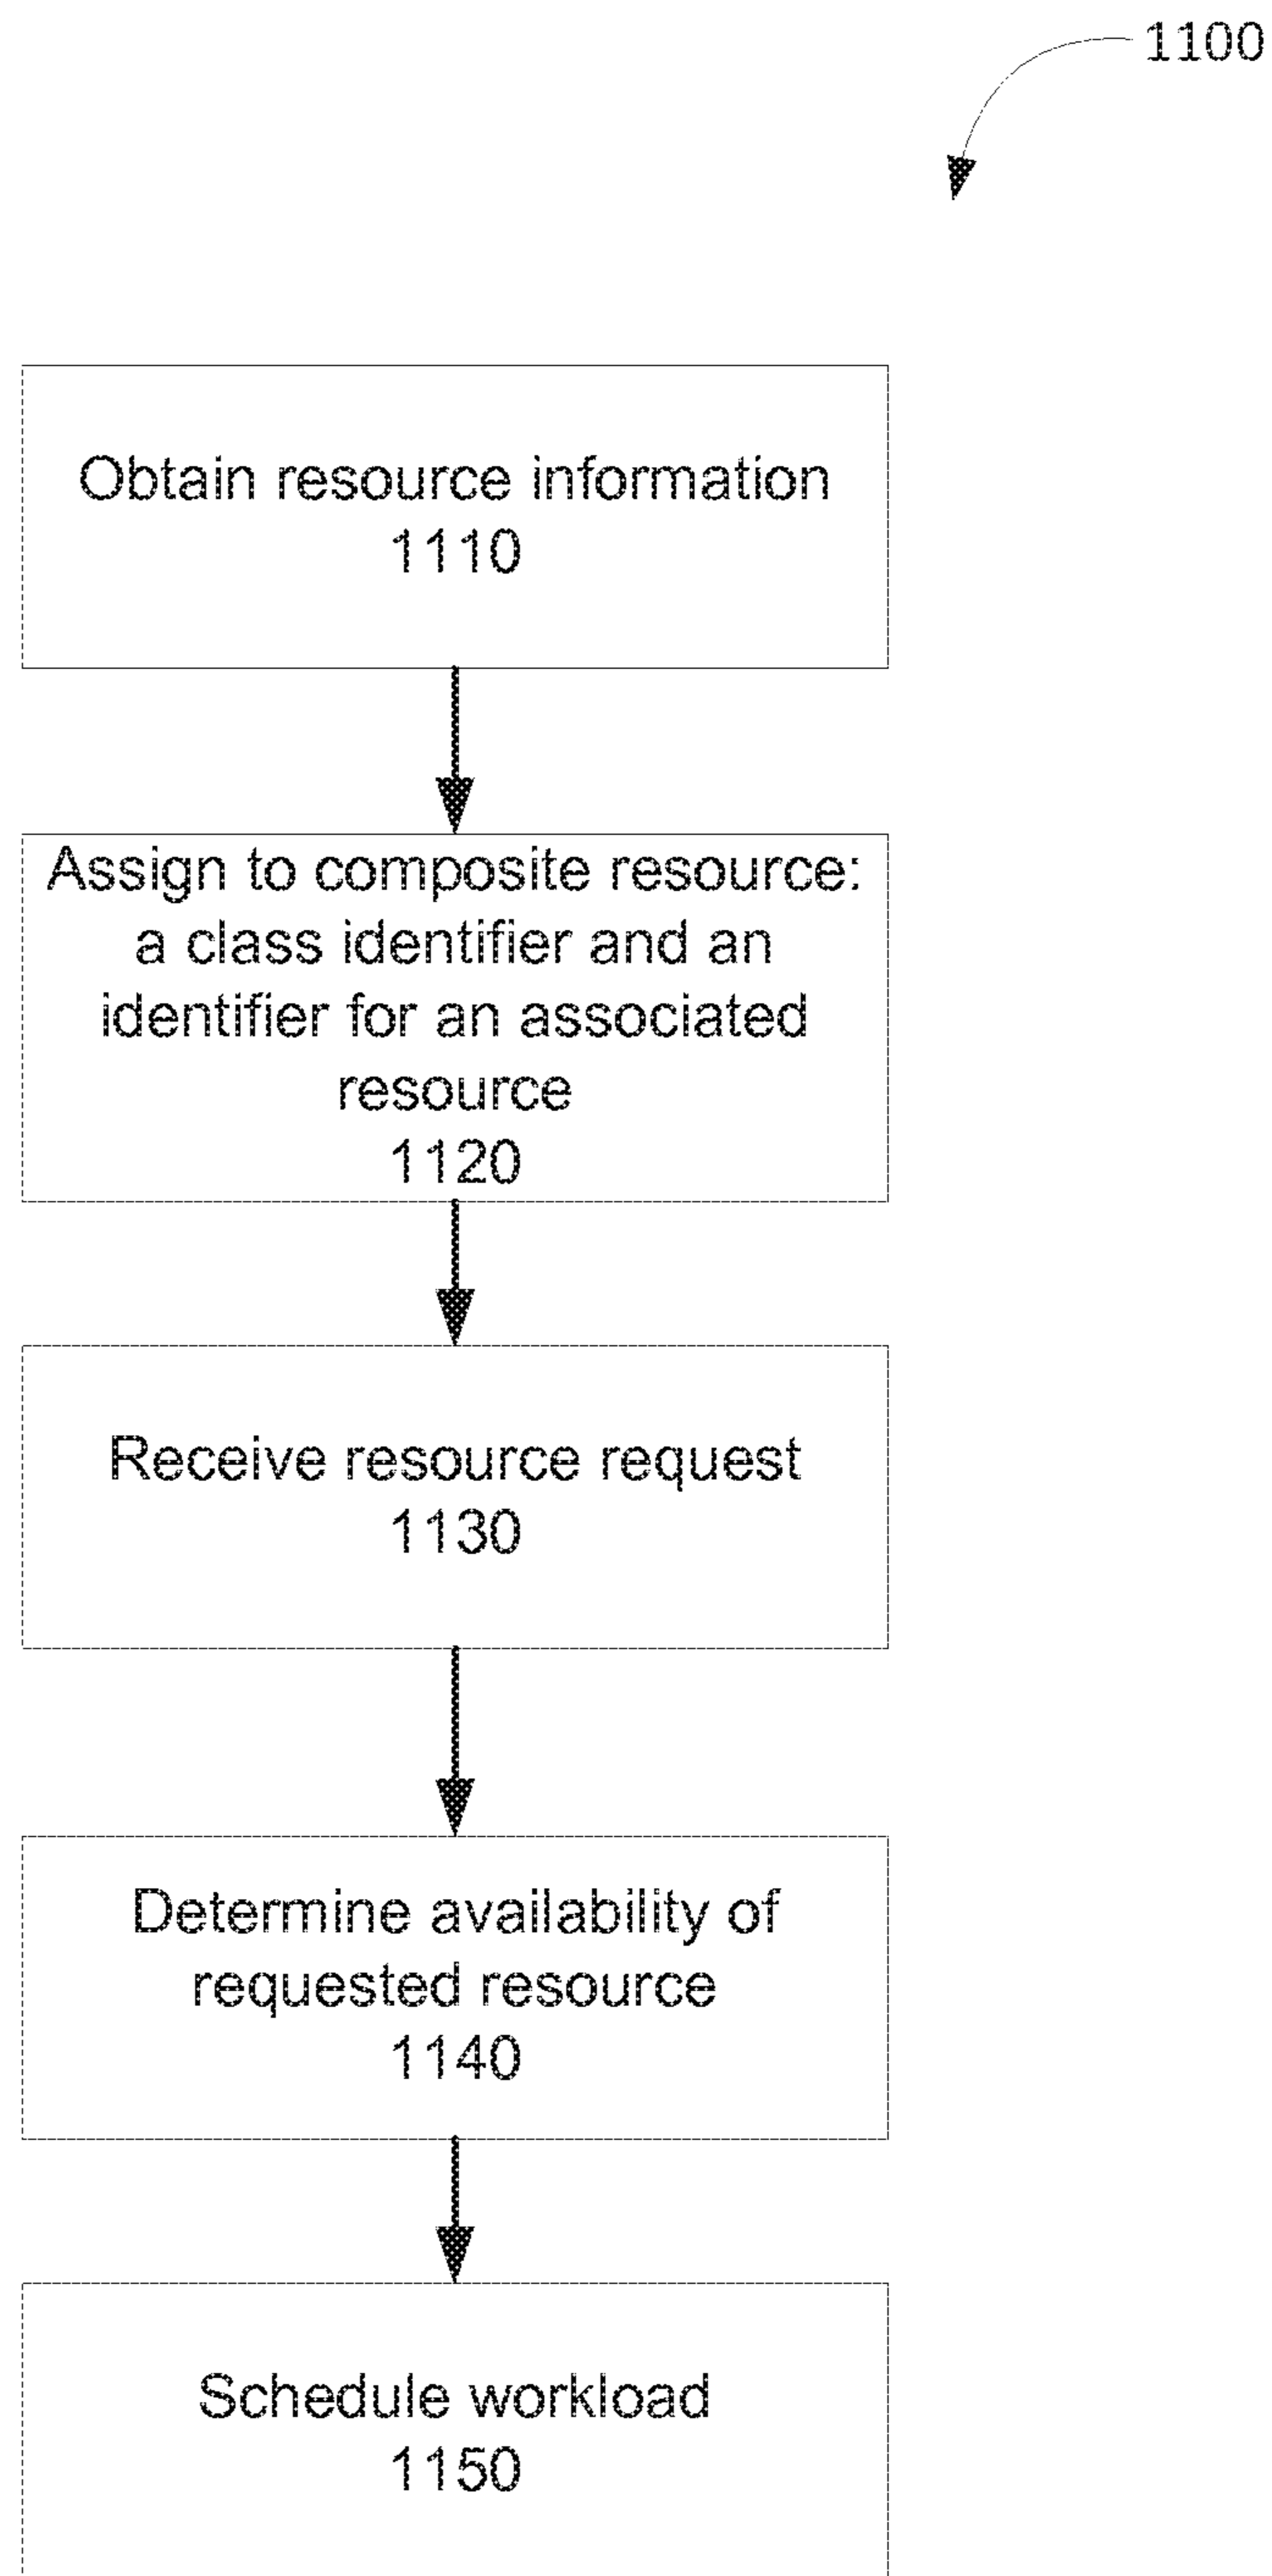 1100
Obtain resource information
1110
Assign to composite resource:
a class identifier and an
identifier for an associated
resource
1120
Receive resource request
1130
Determine availability of
requested resource
1140
Schedule workload
1150